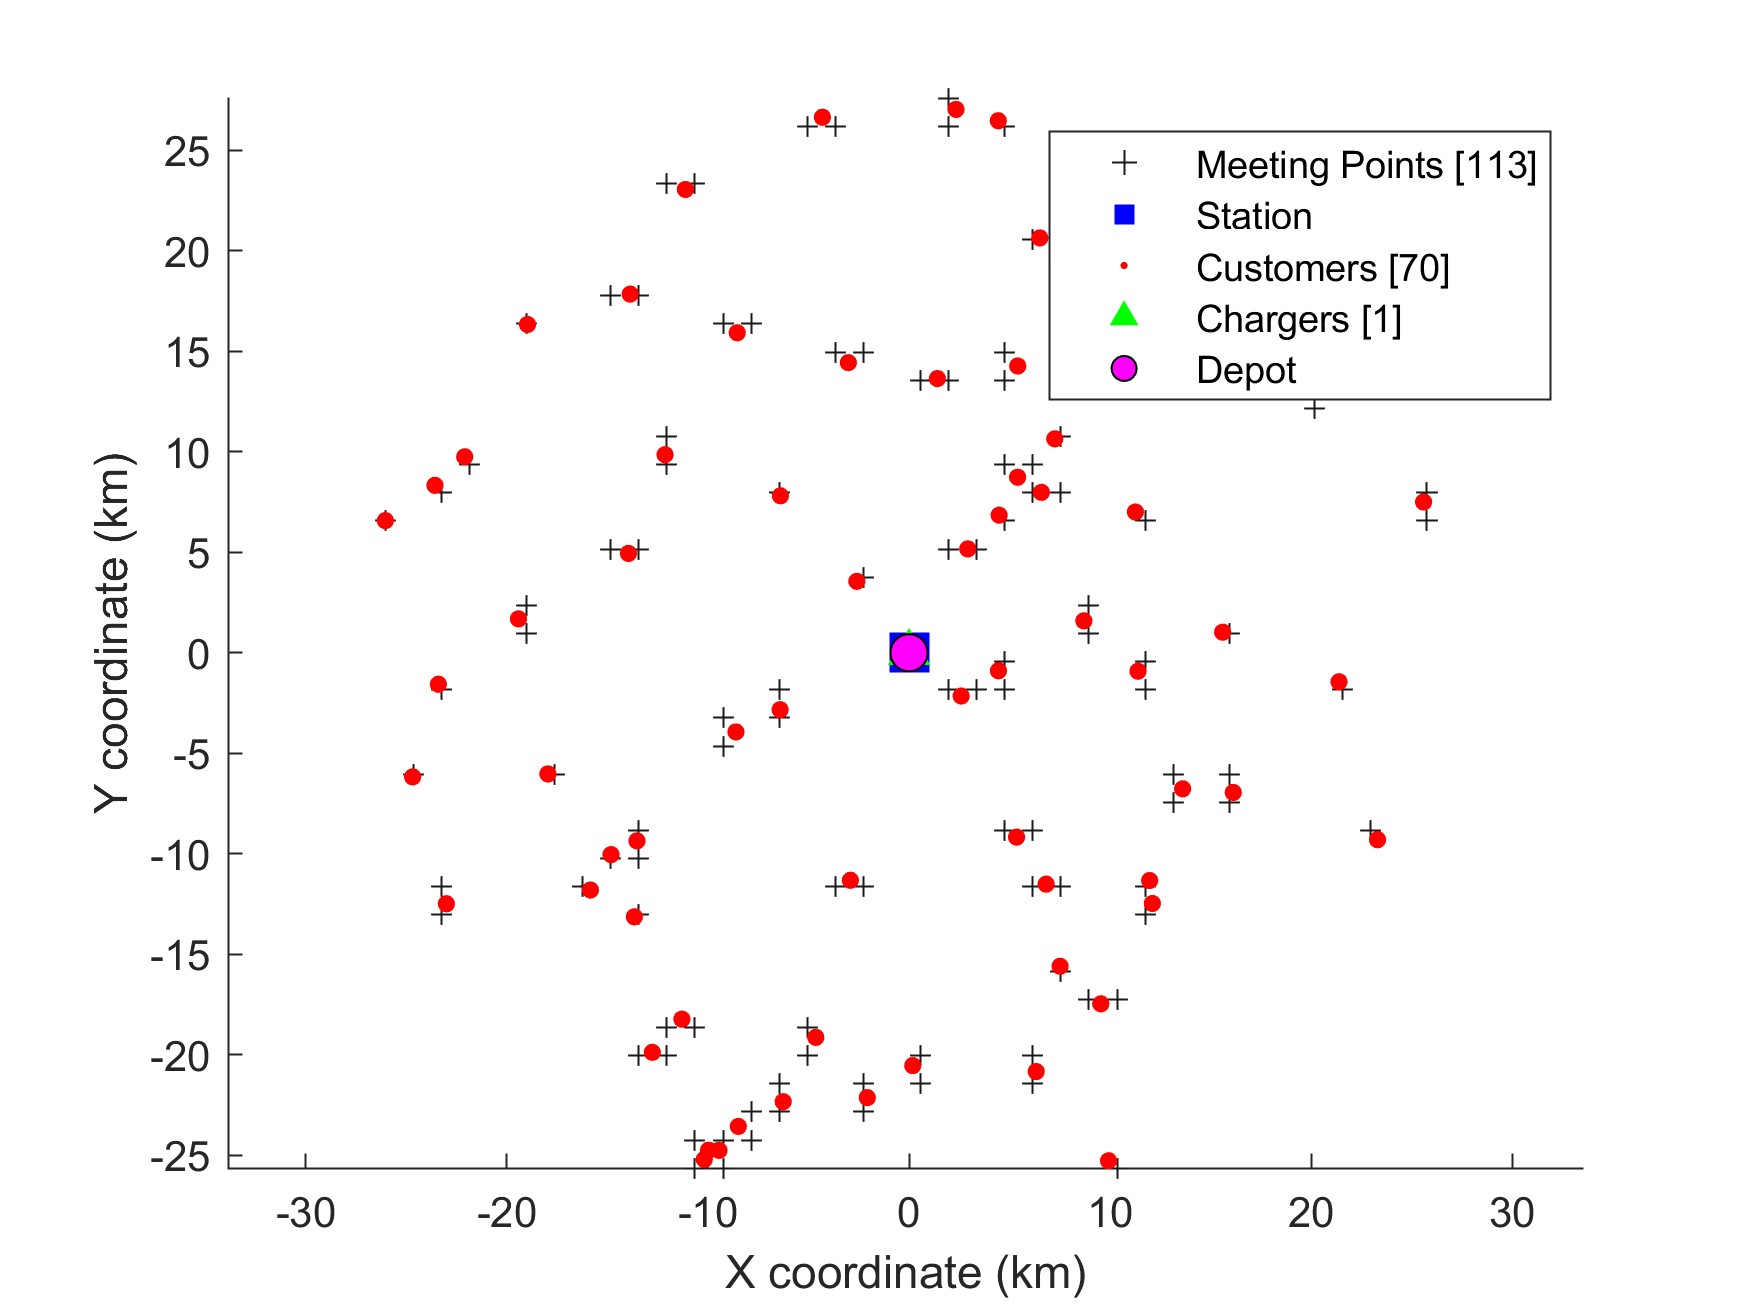 25
20
15
10
5
0
-5
-10
-15
-20
-25
Y coordinate (km)
Meeting Points [113]
Station
Customers [70]
Chargers [1]
Depot
-30 -20 -10 0 10 20 30
X coordinate (km)